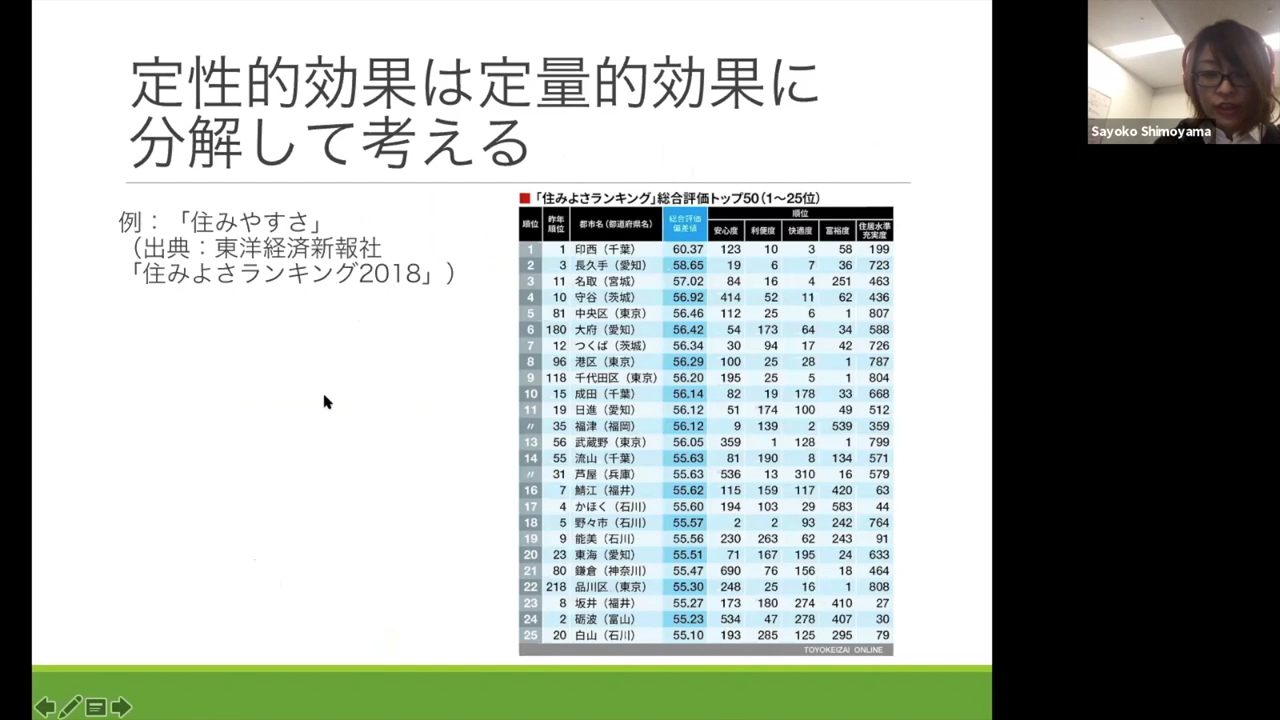 定性的効果は定量的効果に
分解して考える
例：「住みやすさ」
（出典：東洋経済新報社
「住みよさランキング2018」）
■「住みよさランキング」総合評価トップ50（1〜25位）
順位 昨年順位 都市名（都道府県名） 総合評価偏差値 順位
安心度 利便度 快適度 富裕度 住居水準充実度
1 1 印西（千葉） 60.37 123 10 3 58 199
2 3 長久手（愛知） 58.65 19 6 7 36 723
3 11 名取（宮城） 57.02 84 16 4 251 463
4 10 守谷（茨城） 56.92 414 52 11 62 436
5 81 中央区（東京） 56.46 112 25 6 1 807
6 180 大府（愛知） 56.42 54 173 64 34 588
7 12 つくば（茨城） 56.34 30 94 17 42 726
8 96 港区（東京） 56.29 100 25 28 1 787
9 118 千代田区（東京） 56.20 195 25 5 1 804
10 15 成田（千葉） 56.14 82 19 178 33 668
11 19 日進（愛知） 56.12 51 174 100 49 512
〃 35 福津（福岡） 56.12 9 139 2 539 359
13 56 武蔵野（東京） 56.05 359 1 128 1 799
14 55 流山（千葉） 55.63 81 190 8 134 571
〃 31 芦屋（兵庫） 55.63 536 13 310 16 579
16 7 鯖江（福井） 55.62 115 159 117 420 63
17 4 かほく（石川） 55.60 194 103 29 583 44
18 5 野々市（石川） 55.57 2 2 93 242 764
19 9 能美（石川） 55.56 230 263 62 243 91
20 23 東海（愛知） 55.51 71 167 195 24 633
21 80 鎌倉（神奈川） 55.47 690 76 156 18 464
22 218 品川区（東京） 55.30 248 25 16 1 808
23 8 坂井（福井） 55.27 173 180 274 410 27
24 2 砺波（富山） 55.23 534 47 278 407 30
25 20 白山（石川） 55.10 193 285 125 295 79
TOYOKEIZAI ONLINE
Sayoko Shimoyama